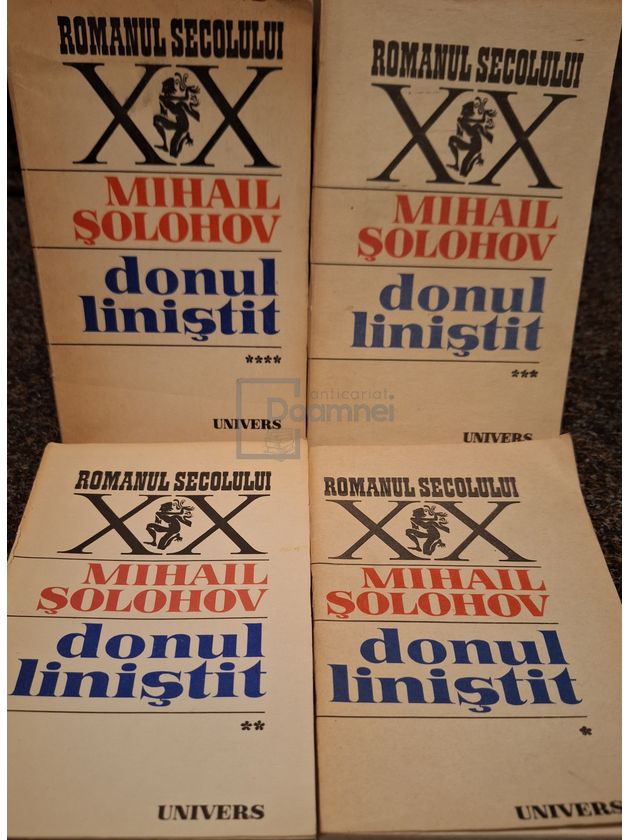 ROMANUL SECOLULUI
XX
MIHAIL
ŞOLOHOV
donul
liniştit
****
UNIVERS
ROMANUL SECOLULUI
XX
MIHAIL
ŞOLOHOV
donul
liniştit
***
UNIVERS
anticariat
Doamnei
ROMANUL SECOLULUI
XX
MIHAIL
ŞOLOHOV
donul
liniştit
**
UNIVERS
ROMANUL SECOLULUI
XX
MIHAIL
ŞOLOHOV
donul
liniştit
*
UNIVERS